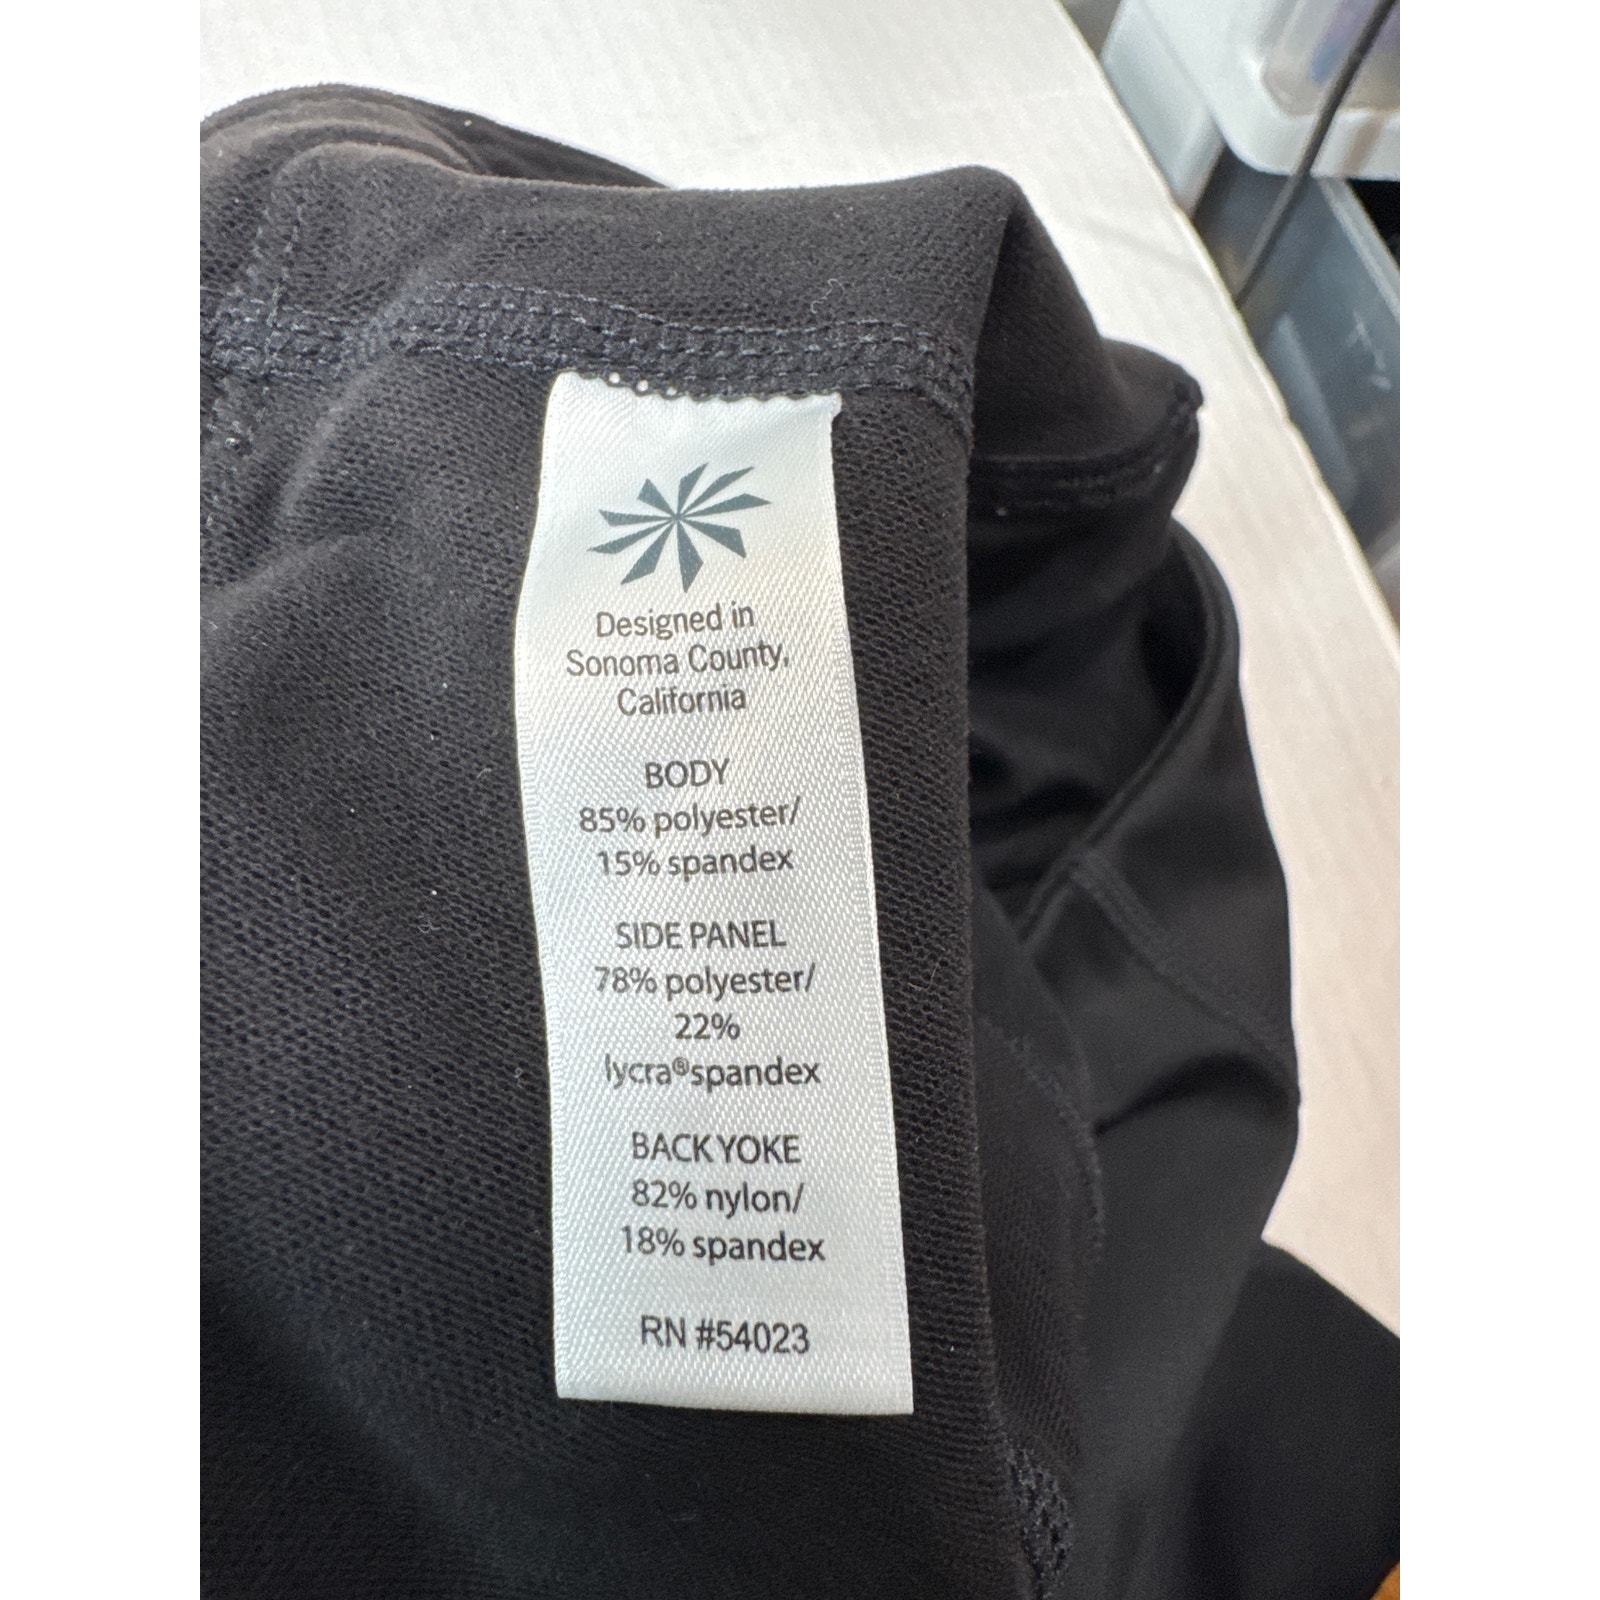 Designed in
Sonoma County,
California
BODY
85% polyester/
15% spandex
SIDE PANEL
78% polyester/
22%
lycra®spandex
BACK YOKE
82% nylon/
18% spandex
RN #54023